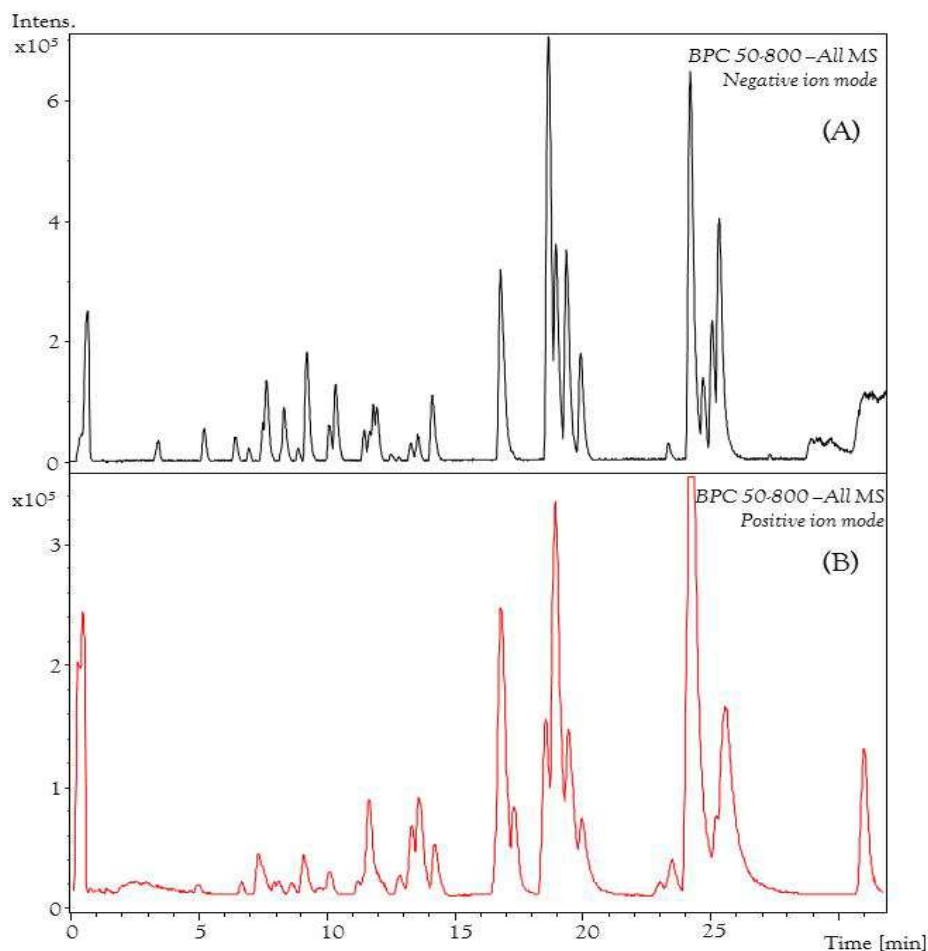 Intens.
x10⁵
BPC 50-800 –All MS
Negative ion mode
(A)
6
4
2
0
x10⁵
BPC 50-800 –All MS
Positive ion mode
(B)
3
2
1
0
0 5 10 15 20 25 Time [min]